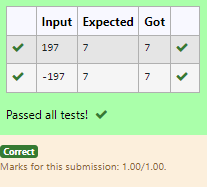 Input Expected Got
197 7 7
-197 7 7
Passed all tests!
Correct
Marks for this submission: 1.00/1.00.